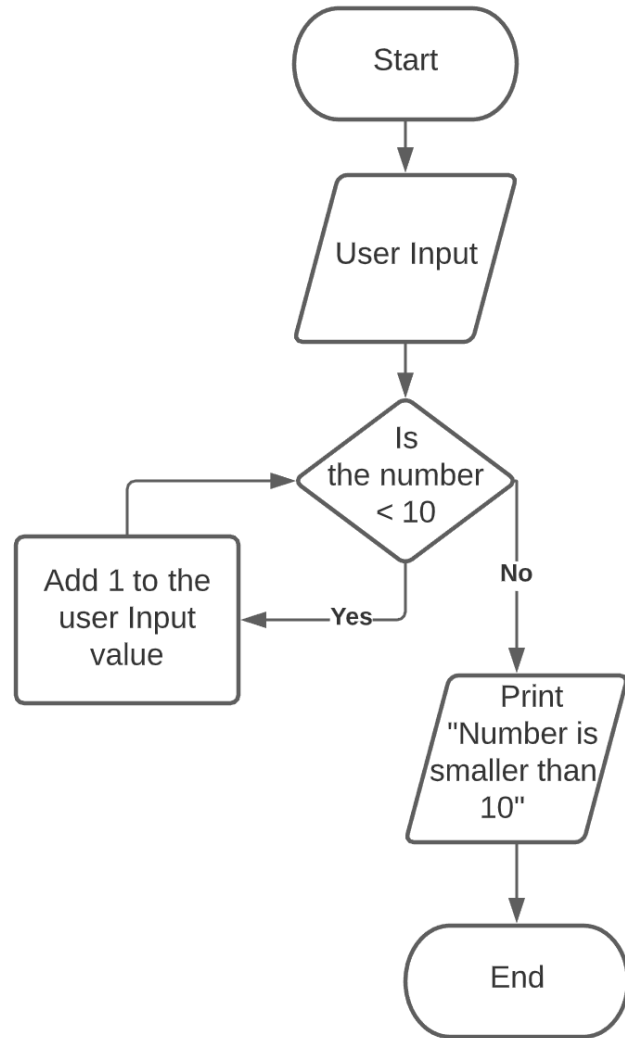 Start
User Input
Is
the number
< 10
Add 1 to the
user Input
value
Yes
No
Print
"Number is
smaller than
10"
End